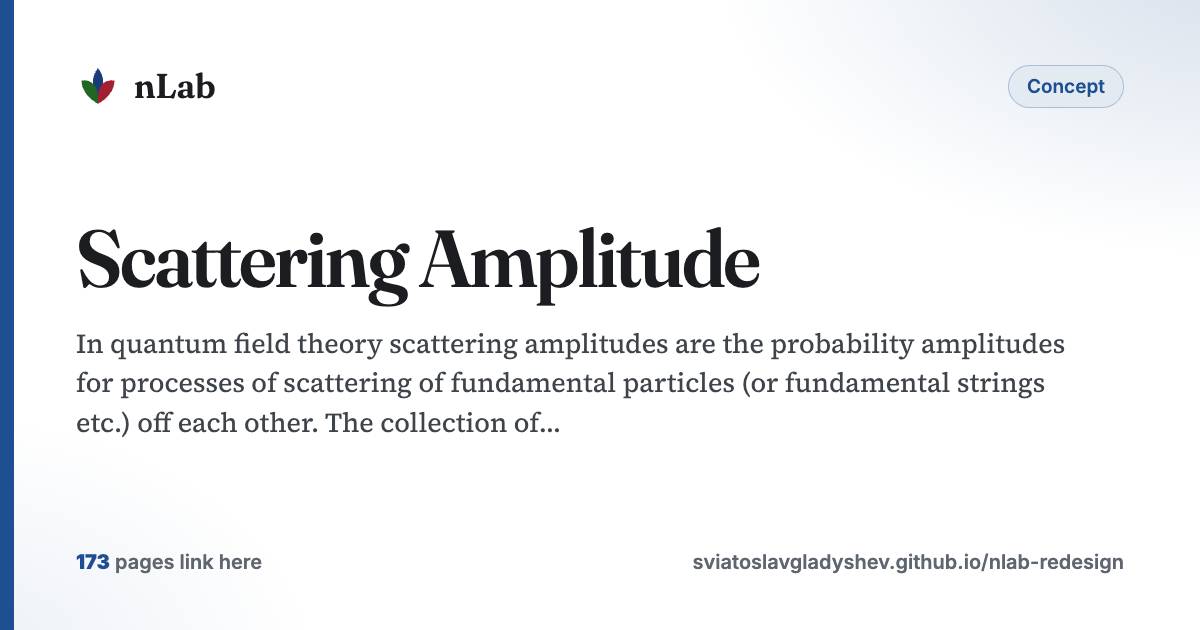 nLab
Concept
Scattering Amplitude
In quantum field theory scattering amplitudes are the probability amplitudes
for processes of scattering of fundamental particles (or fundamental strings
etc.) off each other. The collection of...
173 pages link here
sviatoslavgladyshev.github.io/nlab-redesign